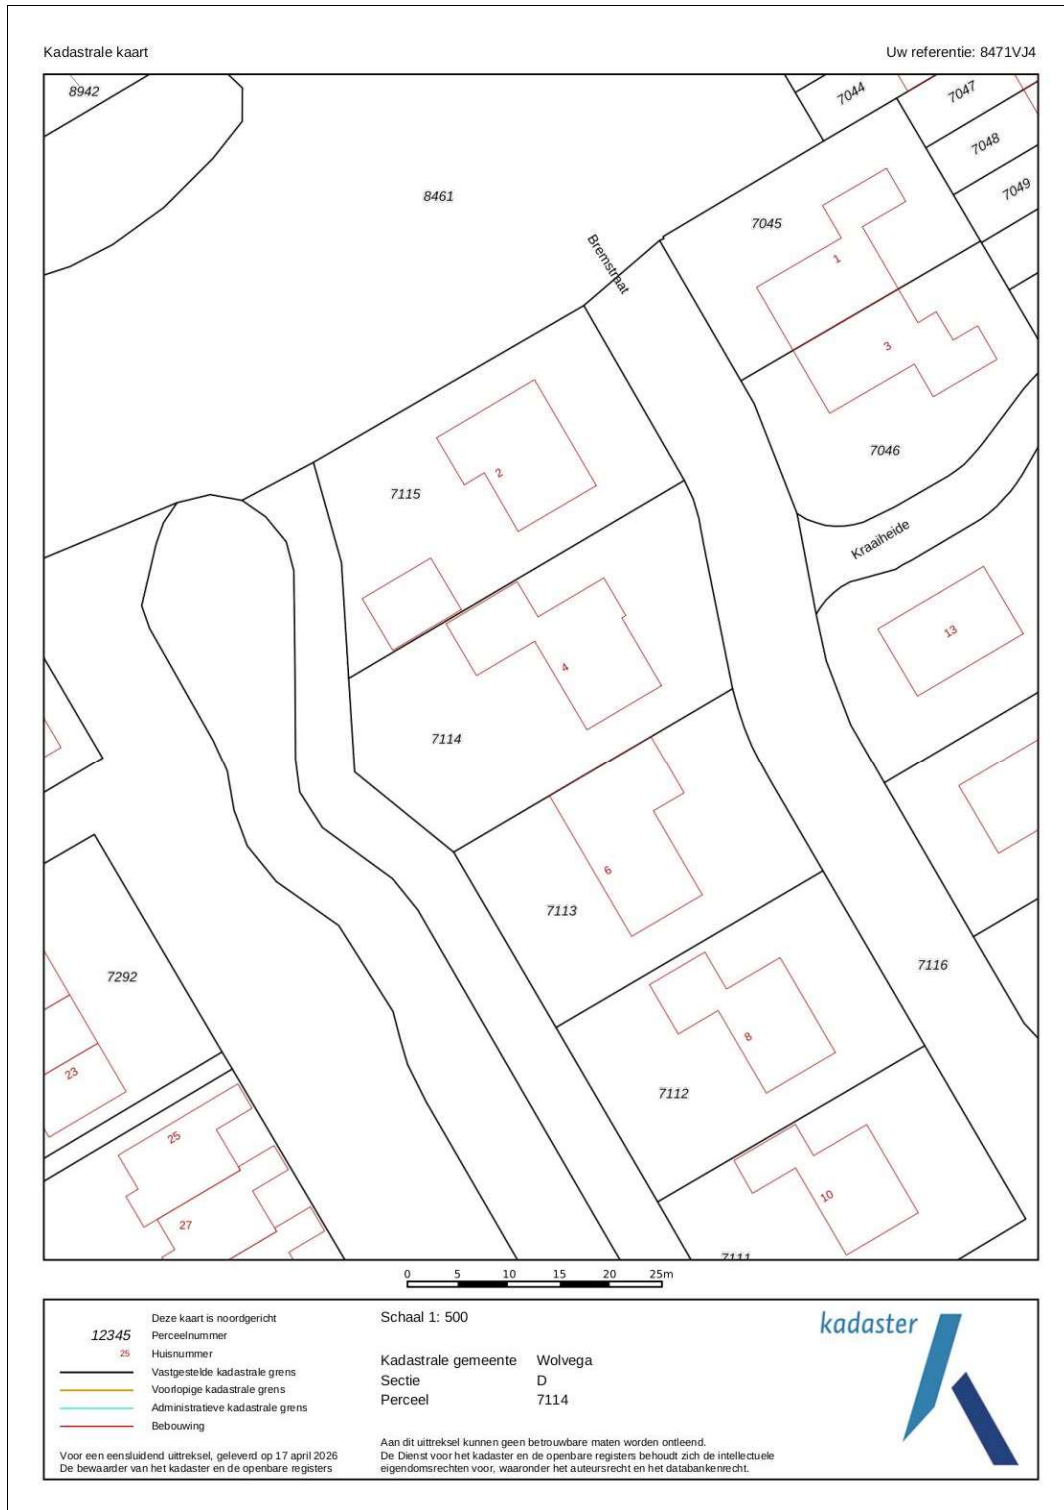 Kadastrale kaart
Uw referentie: 8471VJ4
8942
7044
7047
7048
7049
8461
7045
Bremstraat
1
3
7046
2
7115
Kraaiheide
13
4
7114
6
7113
7116
7292
8
23
7112
25
10
27
7111
0 5 10 15 20 25m
Deze kaart is noordgericht
12345 Perceelnummer
25 Huisnummer
Vastgestelde kadastrale grens
Voorlopige kadastrale grens
Administratieve kadastrale grens
Bebouwing
Voor een eensluidend uittreksel, geleverd op 17 april 2026
De bewaarder van het kadaster en de openbare registers
Schaal 1: 500
Kadastrale gemeente Wolvega
Sectie D
Perceel 7114
Aan dit uittreksel kunnen geen betrouwbare maten worden ontleend.
De Dienst voor het kadaster en de openbare registers behoudt zich de intellectuele
eigendomsrechten voor, waaronder het auteursrecht en het databankenrecht.
kadaster